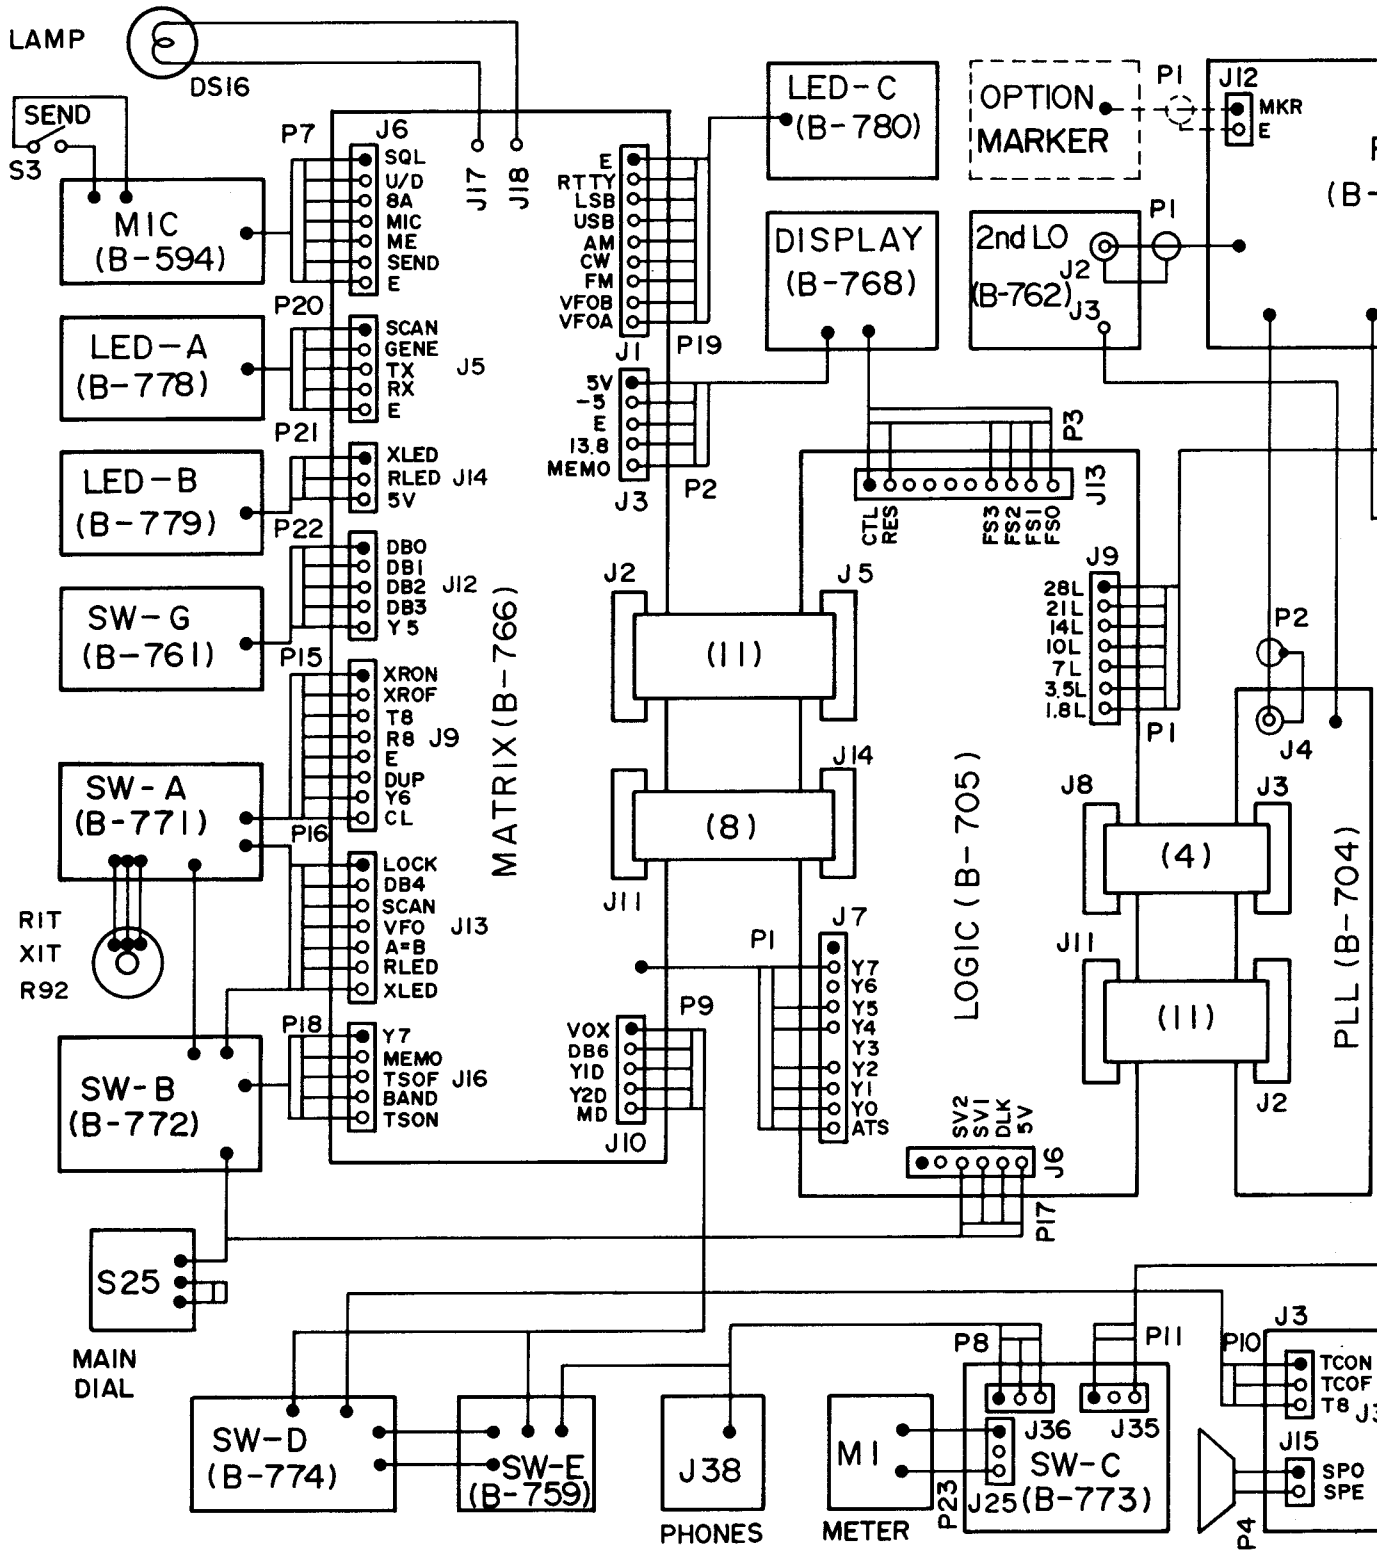 LAMP
DS16
SEND
S3
P7
J6
SQL
U/D
8A
MIC
ME
SEND
E
MIC
(B-594)
J17
J18
P20
SCAN
GENE
TX
RX
E
J5
LED-A
(B-778)
P21
XLED
RLED
5V
J14
LED-B
(B-779)
P22
DB0
DB1
DB2
DB3
Y5
J12
SW-G
(B-761)
P15
XRON
XROF
T8
R8
E
DUP
Y6
CL
J9
SW-A
(B-771)
P16
LOCK
DB4
SCAN
VFO
A=B
RLED
XLED
J13
RIT
XIT
R92
P18
Y7
MEMO
TSOF
BAND
TSON
J16
SW-B
(B-772)
MATRIX(B-766)
E
RTTY
LSB
USB
AM
CW
FM
VFOB
VFOA
J1
P19
5V
-5
E
13.8
MEMO
J3
P2
LED-C
(B-780)
DISPLAY
(B-768)
OPTION
MARKER
P1
J12
MKR
E
(B-
2nd LO
J2
(B-762)
J3
P1
P3
J13
CTL
RES
FS3
FS2
FS1
FS0
J2
J5
(11)
J11
J14
(8)
J9
28L
21L
14L
10L
7L
3.5L
1.8L
P1
P2
J4
LOGIC(B-705)
J8
J3
(4)
J11
J2
(11)
PLL(B-704)
P1
J7
Y7
Y6
Y5
Y4
Y3
Y2
Y1
Y0
ATS
P9
VOX
DB6
Y1D
Y2D
MD
J10
SV2
SV1
DLK
5V
J6
P17
S25
MAIN
DIAL
SW-D
(B-774)
SW-E
(B-759)
J38
PHONES
M1
METER
P8
J36
P11
J35
SW-C
(B-773)
J25
P23
P10
J3
TCON
TCOF
T8
J15
SPO
SPE
P4